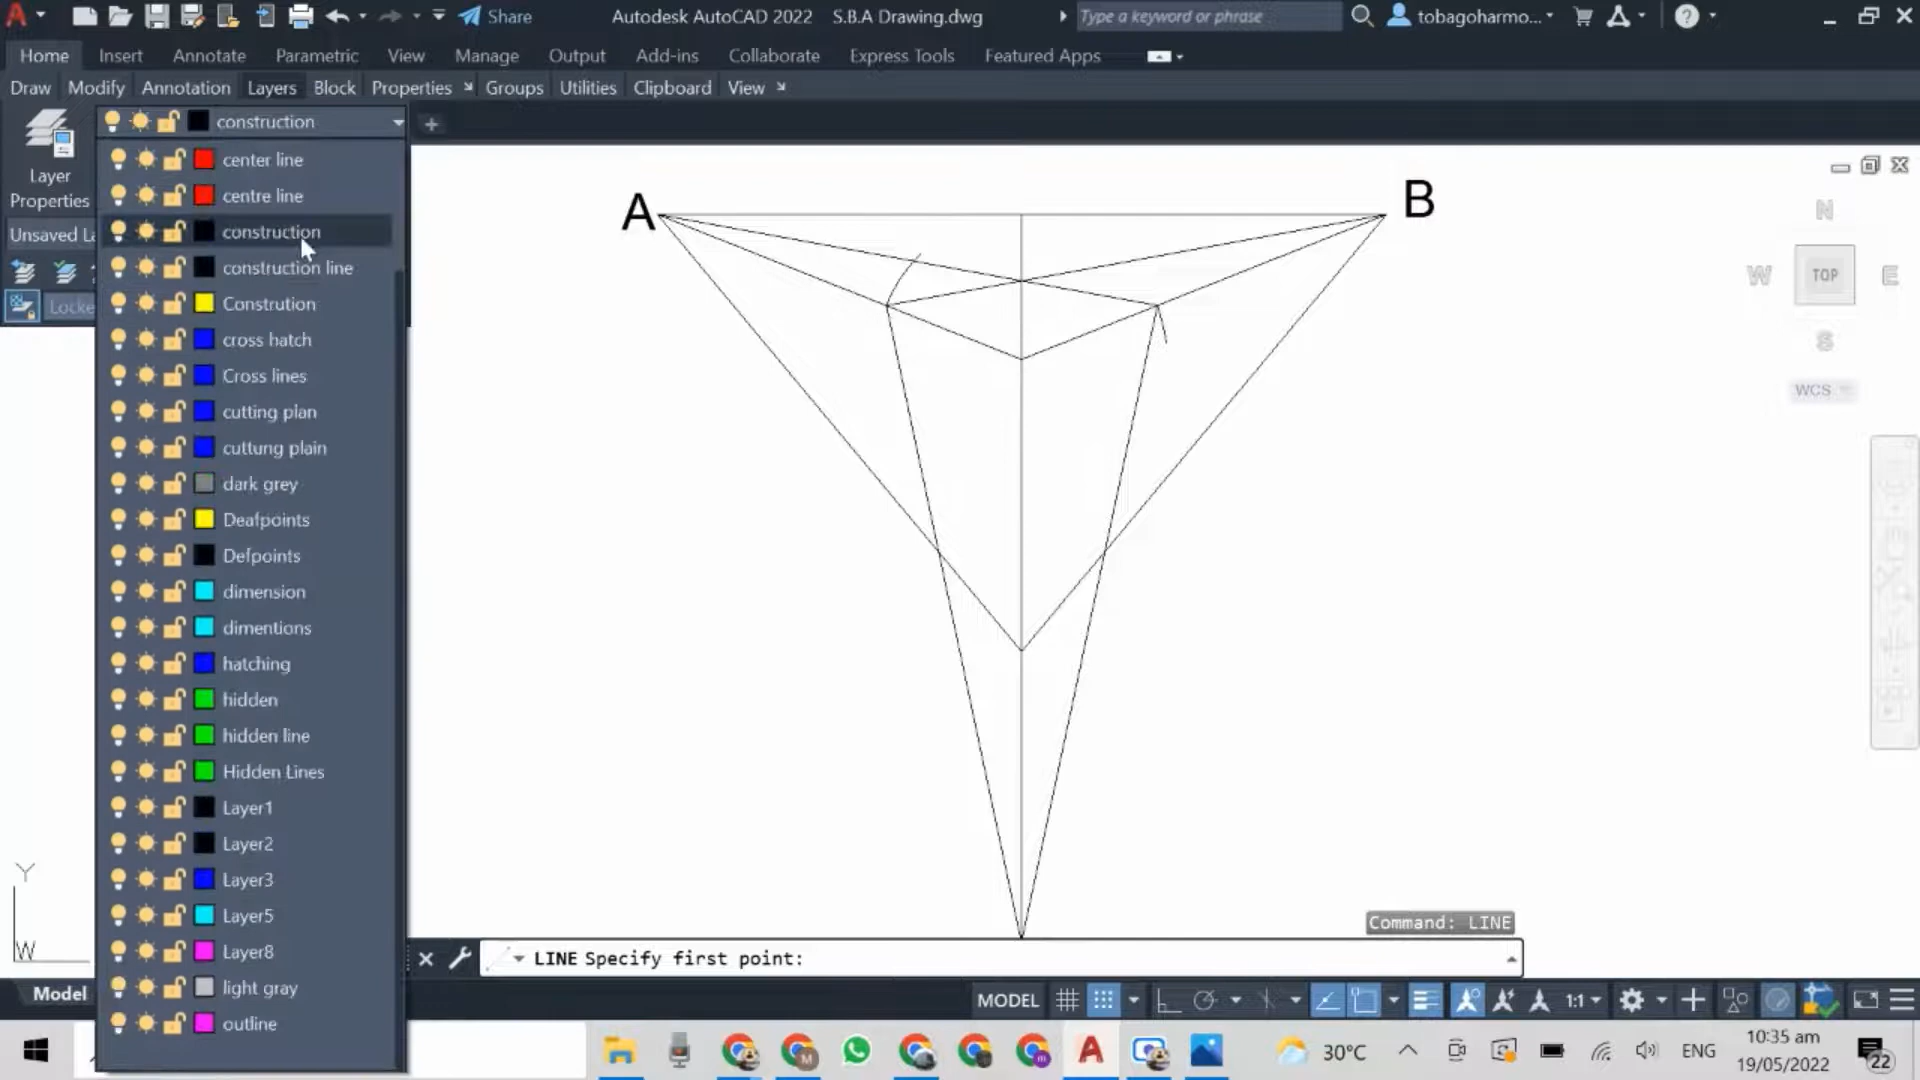 Share
Autodesk AutoCAD 2022 S.B.A Drawing.dwg
Type a keyword or phrase
tobagoharmo...
Home Insert Annotate Parametric View Manage Output Add-ins Collaborate Express Tools Featured Apps
Draw Modify Annotation Layers Block Properties Groups Utilities Clipboard View
construction
Layer
Properties
Unsaved La
Locke
center line
centre line
construction
construction line
Constrution
cross hatch
Cross lines
cutting plan
cuttung plain
dark grey
Deafpoints
Defpoints
dimension
dimentions
hatching
hidden
hidden line
Hidden Lines
Layer1
Layer2
Layer3
Layer5
Layer8
light gray
outline
A
B
N
W TOP E
S
WCS
Y
W
Command: LINE
LINE Specify first point:
Model
MODEL 1:1
30°C
ENG
10:35 am
19/05/2022
22